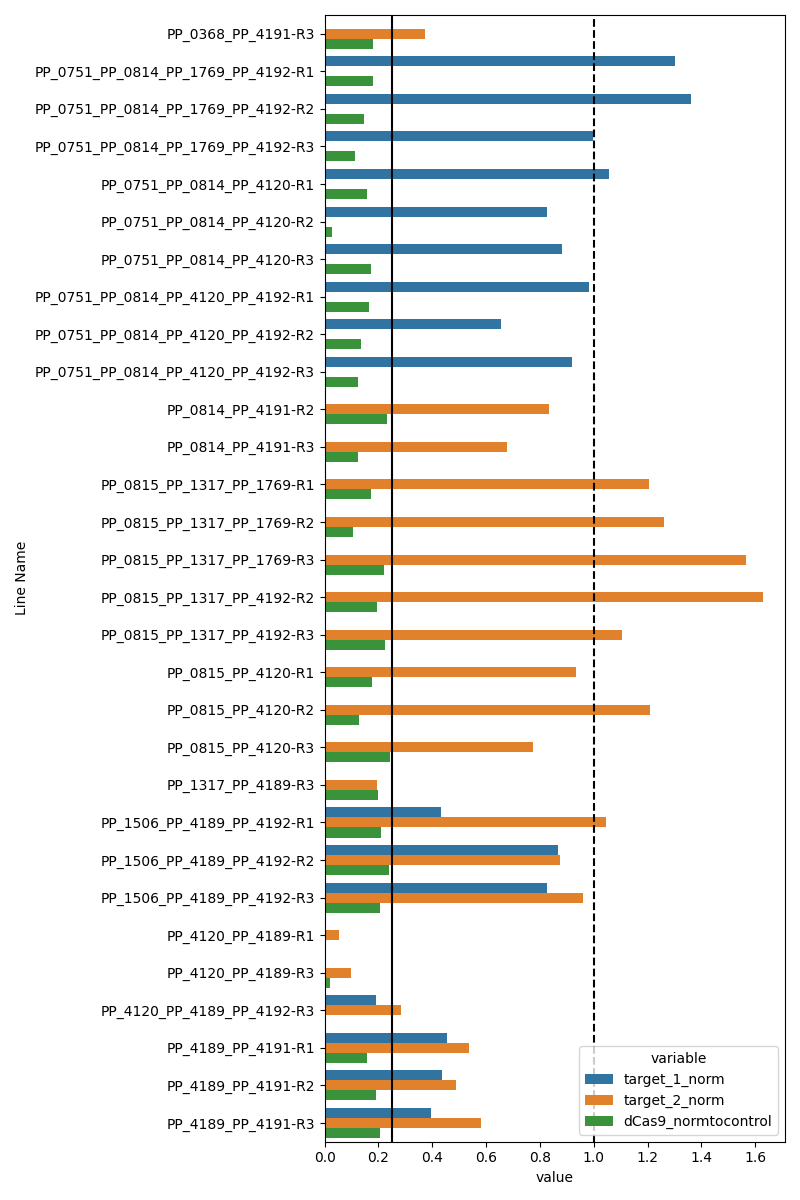 Line Name
PP_0368_PP_4191-R3
PP_0751_PP_0814_PP_1769_PP_4192-R1
PP_0751_PP_0814_PP_1769_PP_4192-R2
PP_0751_PP_0814_PP_1769_PP_4192-R3
PP_0751_PP_0814_PP_4120-R1
PP_0751_PP_0814_PP_4120-R2
PP_0751_PP_0814_PP_4120-R3
PP_0751_PP_0814_PP_4120_PP_4192-R1
PP_0751_PP_0814_PP_4120_PP_4192-R2
PP_0751_PP_0814_PP_4120_PP_4192-R3
PP_0814_PP_4191-R2
PP_0814_PP_4191-R3
PP_0815_PP_1317_PP_1769-R1
PP_0815_PP_1317_PP_1769-R2
PP_0815_PP_1317_PP_1769-R3
PP_0815_PP_1317_PP_4192-R2
PP_0815_PP_1317_PP_4192-R3
PP_0815_PP_4120-R1
PP_0815_PP_4120-R2
PP_0815_PP_4120-R3
PP_1317_PP_4189-R3
PP_1506_PP_4189_PP_4192-R1
PP_1506_PP_4189_PP_4192-R2
PP_1506_PP_4189_PP_4192-R3
PP_4120_PP_4189-R1
PP_4120_PP_4189-R3
PP_4120_PP_4189_PP_4192-R3
PP_4189_PP_4191-R1
PP_4189_PP_4191-R2
PP_4189_PP_4191-R3
variable
target_1_norm
target_2_norm
dCas9_normtocontrol
0.0 0.2 0.4 0.6 0.8 1.0 1.2 1.4 1.6
value